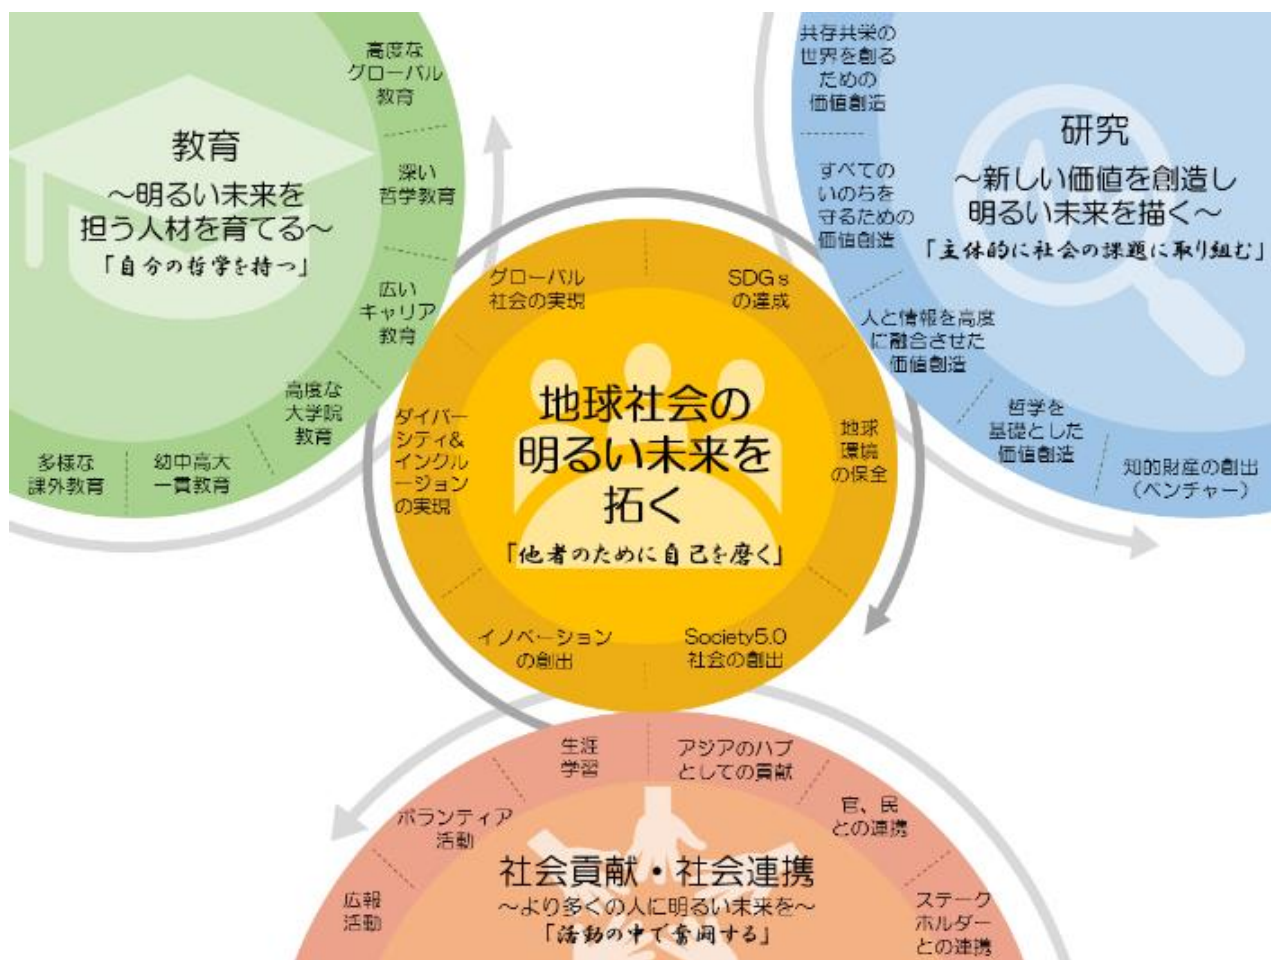 教育
～明るい未来を
担う人材を育てる～
「自分の哲学を持つ」
高度な
グローバル
教育
深い
哲学教育
広い
キャリア
教育
高度な
大学院
教育
幼中高大
一貫教育
多様な
課外教育
研究
～新しい価値を創造し
明るい未来を描く～
「主体的に社会の課題に取り組む」
共存共栄の
世界を創る
ための
価値創造
すべての
いのちを
守るための
価値創造
人と情報を高度
に融合させた
価値創造
哲学を
基礎とした
価値創造
知的財産の創出
（ベンチャー）
地球社会の
明るい未来を
拓く
「他者のために自己を磨く」
グローバル
社会の実現
SDGs
の達成
地球
環境
の保全
Society5.0
社会の創出
イノベーション
の創出
ダイバー
シティ&
インクル
ージョン
の実現
社会貢献・社会連携
～より多くの人に明るい未来を～
「活動の中で奮闘する」
広報
活動
ボランティア
活動
生涯
学習
アジアのハブ
としての貢献
官、民
との連携
ステーク
ホルダー
との連携